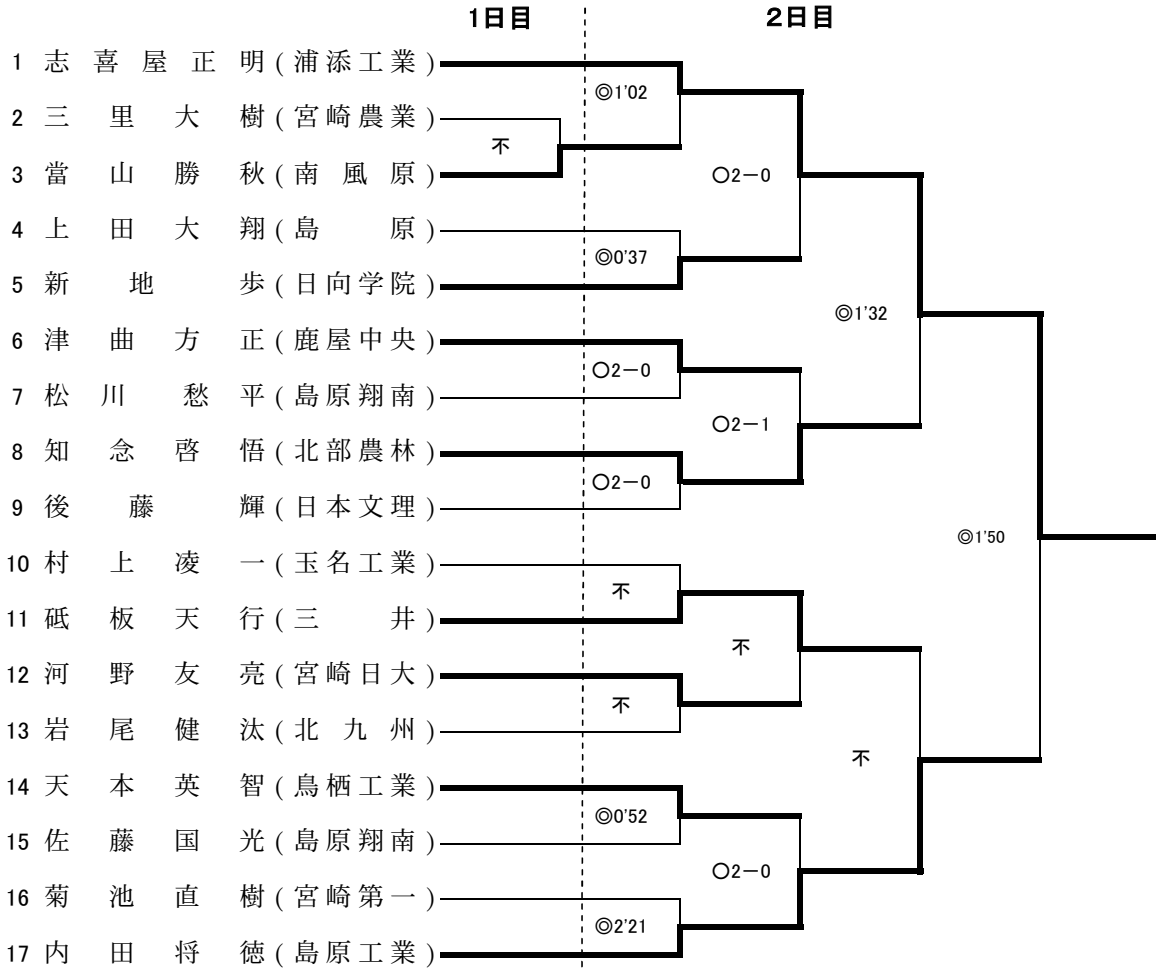 1日目 2日目
1 志喜屋正明(浦添工業)
◎1'02
2 三里大樹(宮崎農業)
不
3 當山勝秋(南風原)
○2－0
4 上田大翔(島原)
◎0'37
5 新地歩(日向学院)
◎1'32
6 津曲方正(鹿屋中央)
○2－0
7 松川愁平(島原翔南)
○2－1
8 知念啓悟(北部農林)
○2－0
9 後藤輝(日本文理)
◎1'50
10 村上凌一(玉名工業)
不
11 砥板天行(三井)
不
12 河野友亮(宮崎日大)
不
13 岩尾健汰(北九州)
不
14 天本英智(鳥栖工業)
◎0'52
15 佐藤国光(島原翔南)
○2－0
16 菊池直樹(宮崎第一)
◎2'21
17 内田将徳(島原工業)